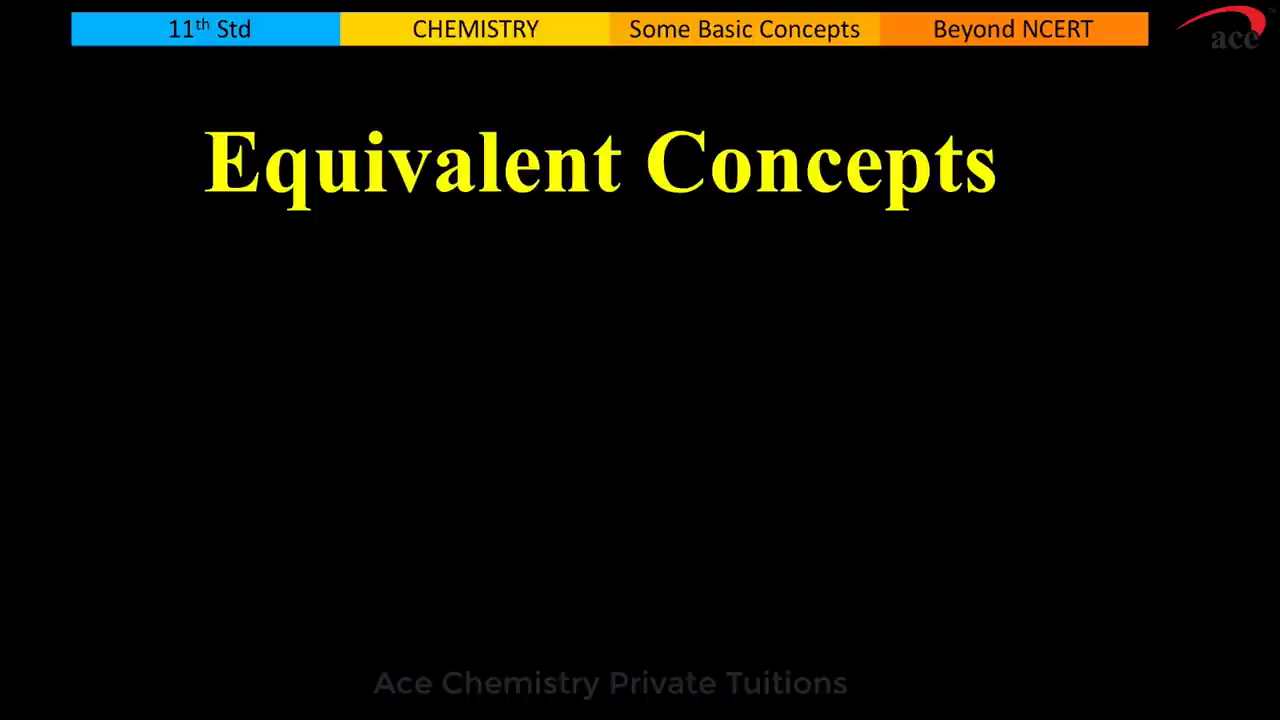 11th Std CHEMISTRY Some Basic Concepts Beyond NCERT
ace
Equivalent Concepts
Ace Chemistry Private Tuitions